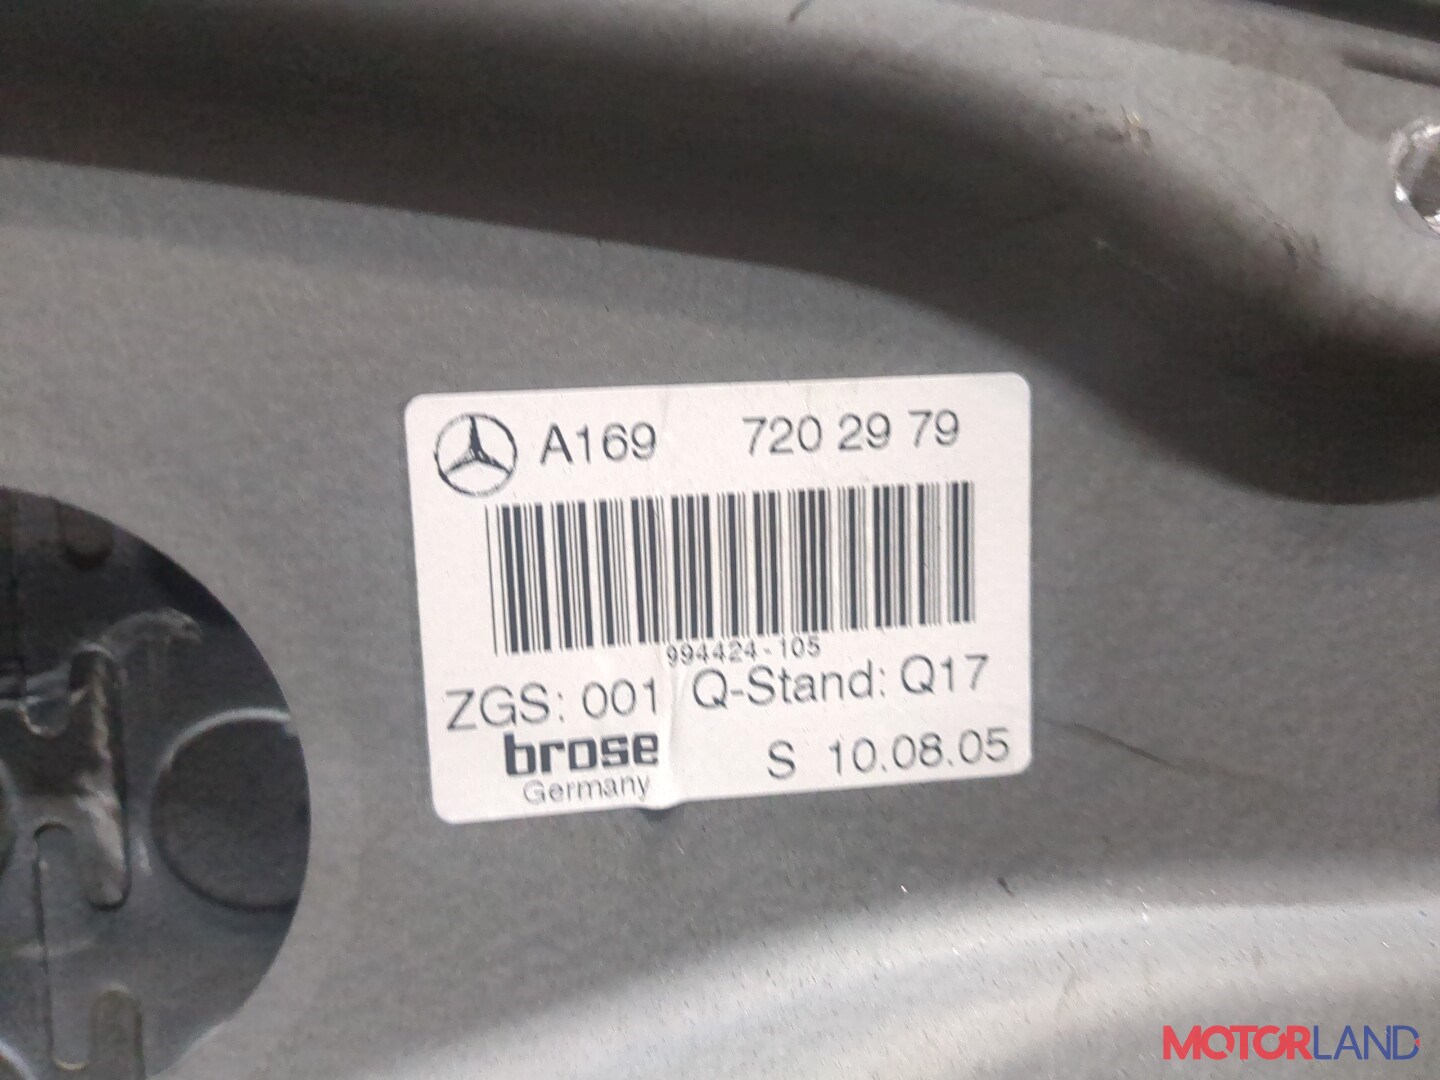 A169 720 29 79
994424-105
ZGS: 001 Q-Stand: Q17
brose
Germany
S 10.08.05
MOTORLAND